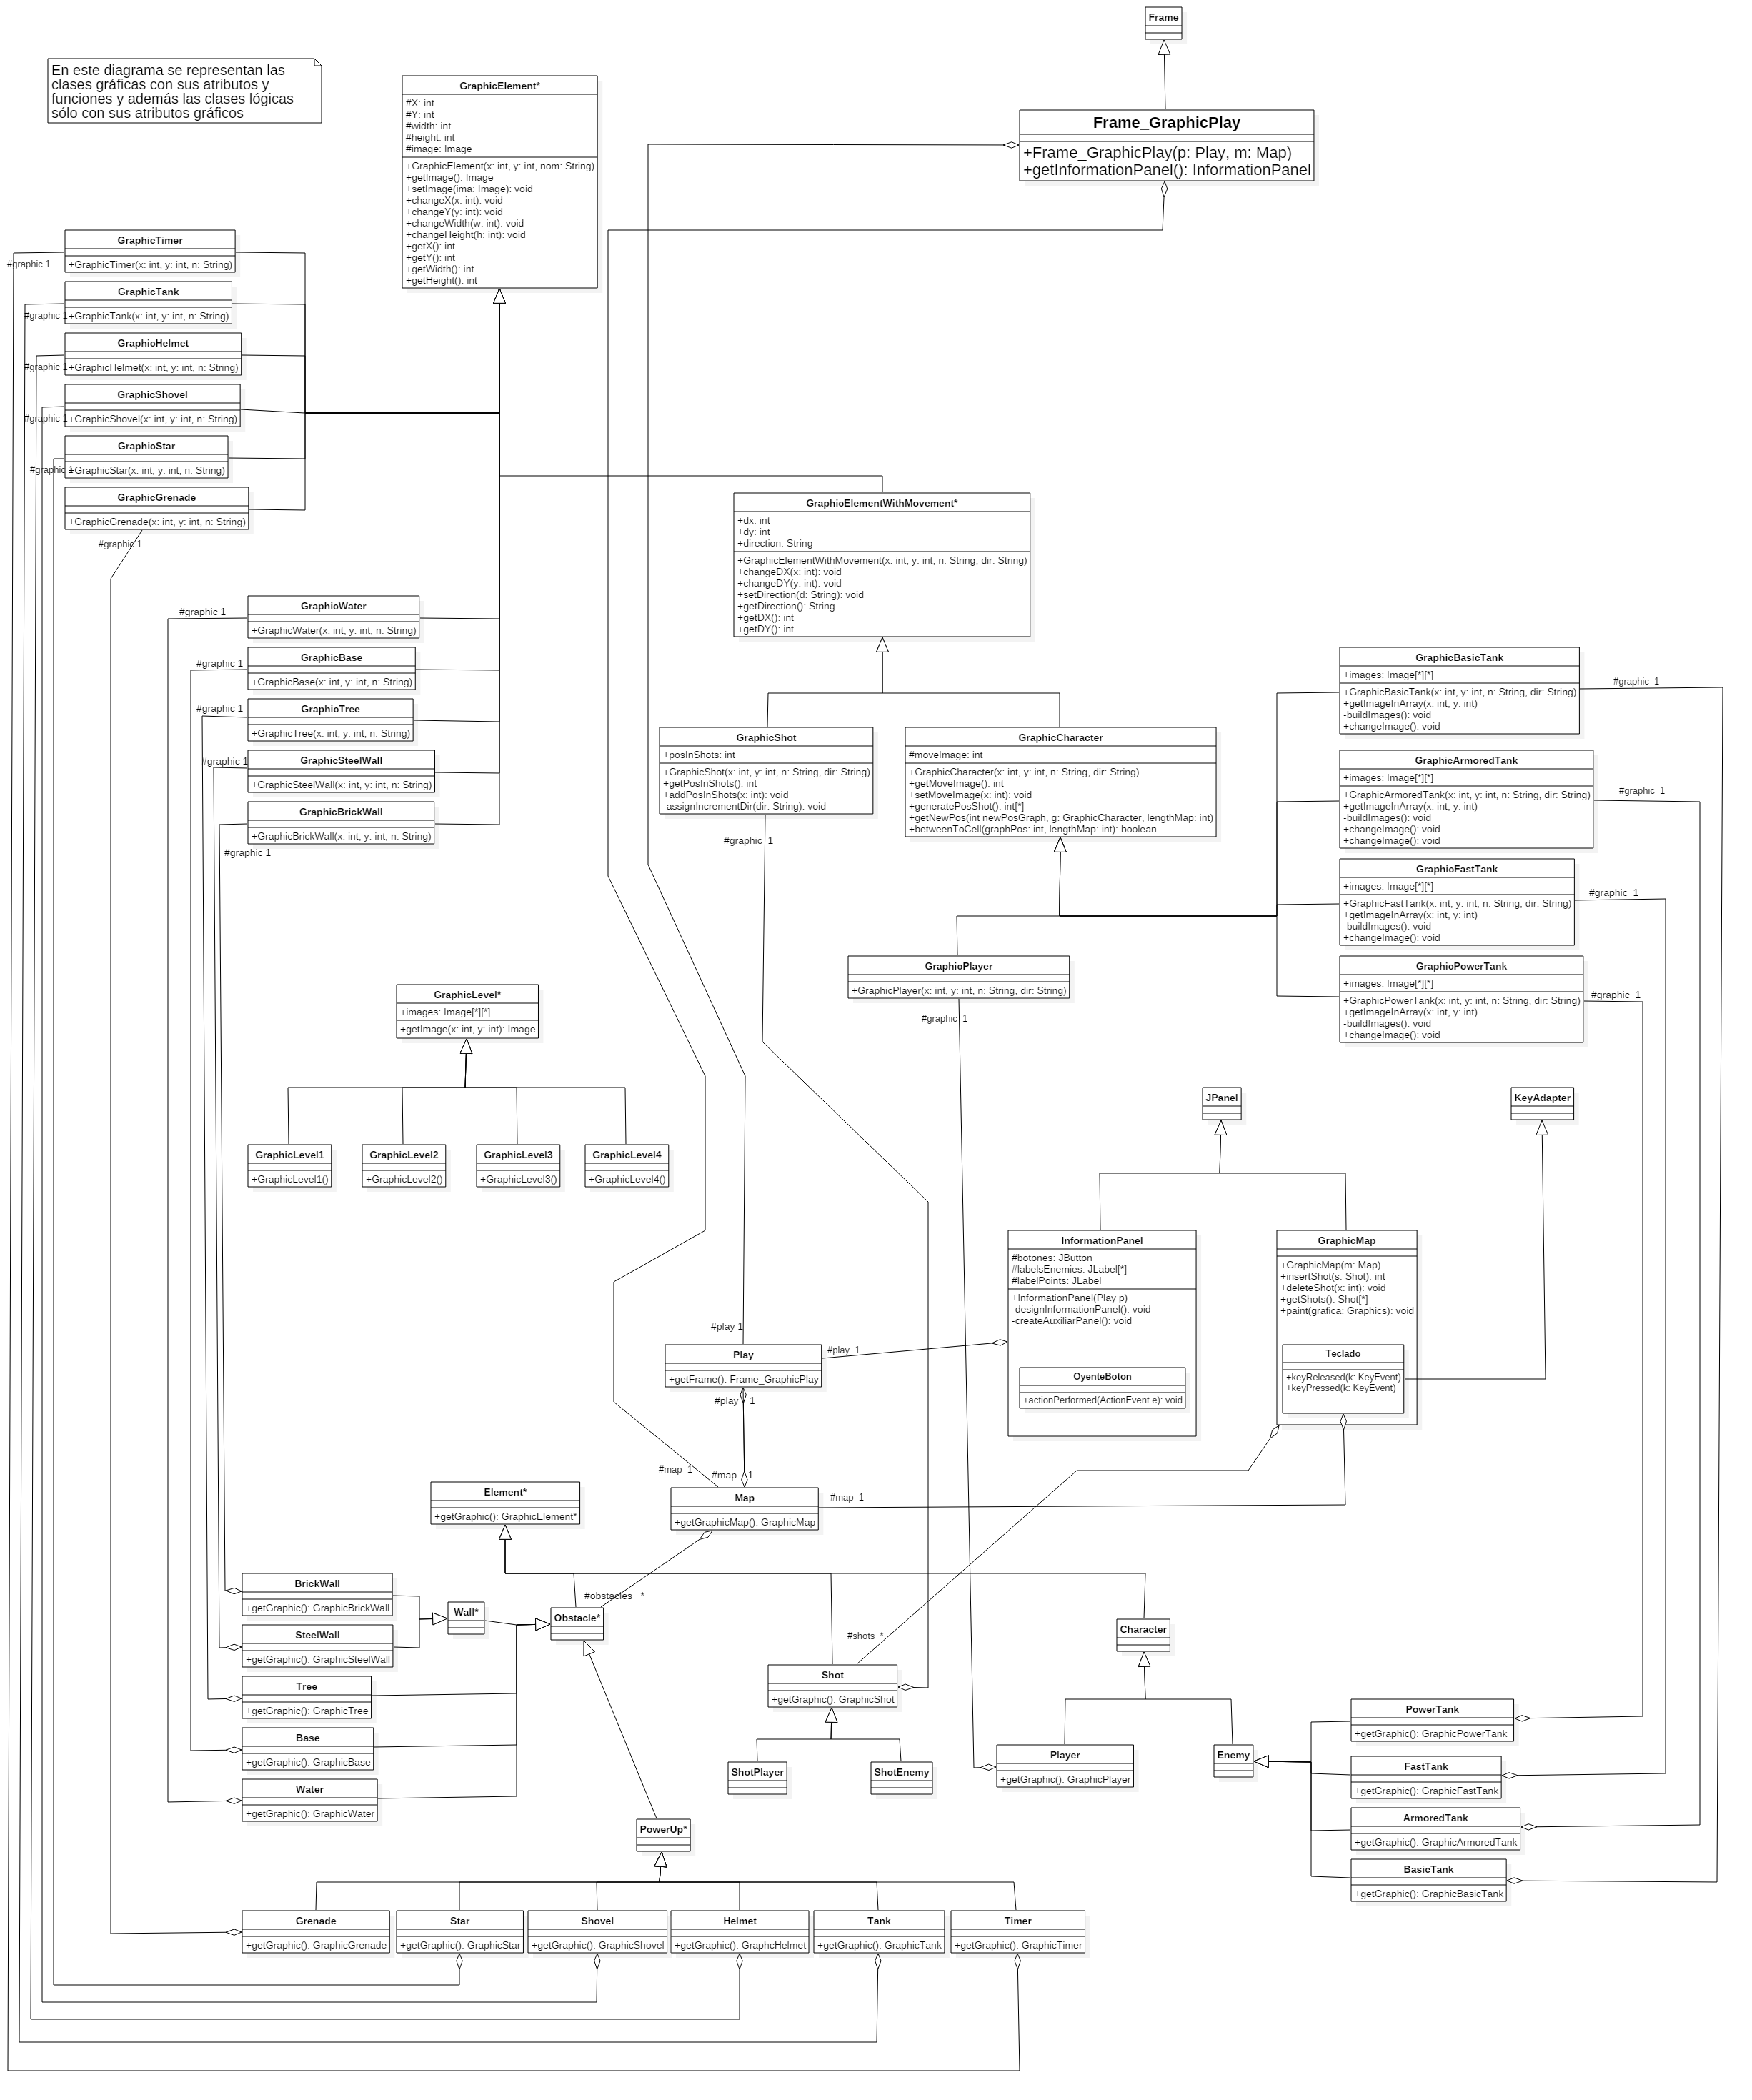 Frame
En este diagrama se representan las
clases gráficas con sus atributos y
funciones y además las clases lógicas
sólo con sus atributos gráficos
GraphicElement*
#X: int
#Y: int
#width: int
#height: int
#image: Image
+GraphicElement(x: int, y: int, nom: String)
+getImage(): Image
+setImage(ima: Image): void
+changeX(x: int): void
+changeY(y: int): void
+changeWidth(w: int): void
+changeHeight(h: int): void
+getX(): int
+getY(): int
+getWidth(): int
+getHeight(): int
Frame_GraphicPlay
+Frame_GraphicPlay(p: Play, m: Map)
+getInformationPanel(): InformationPanel
GraphicTimer
+GraphicTimer(x: int, y: int, n: String)
#graphic 1
GraphicTank
+GraphicTank(x: int, y: int, n: String)
#graphic 1
GraphicHelmet
+GraphicHelmet(x: int, y: int, n: String)
#graphic 1
GraphicShovel
+GraphicShovel(x: int, y: int, n: String)
#graphic 1
GraphicStar
+GraphicStar(x: int, y: int, n: String)
#graphic 1
GraphicGrenade
+GraphicGrenade(x: int, y: int, n: String)
#graphic 1
GraphicElementWithMovement*
+dx: int
+dy: int
+direction: String
+GraphicElementWithMovement(x: int, y: int, n: String, dir: String)
+changeDX(x: int): void
+changeDY(y: int): void
+setDirection(d: String): void
+getDirection(): String
+getDX(): int
+getDY(): int
GraphicWater
+GraphicWater(x: int, y: int, n: String)
#graphic 1
GraphicBase
+GraphicBase(x: int, y: int, n: String)
#graphic 1
GraphicTree
+GraphicTree(x: int, y: int, n: String)
#graphic 1
GraphicSteelWall
+GraphicSteelWall(x: int, y: int, n: String)
#graphic 1
GraphicBrickWall
+GraphicBrickWall(x: int, y: int, n: String)
#graphic 1
GraphicShot
+posInShots: int
+GraphicShot(x: int, y: int, n: String, dir: String)
+getPosInShots(): int
+addPosInShots(x: int): void
-assignIncrementDir(dir: String): void
#graphic 1
GraphicCharacter
#moveImage: int
+GraphicCharacter(x: int, y: int, n: String, dir: String)
+getMoveImage(): int
+setMoveImage(x: int): void
+generatePosShot(): int[*]
+getNewPos(int newPosGraph, g: GraphicCharacter, lengthMap: int)
+betweenToCell(graphPos: int, lengthMap: int): boolean
GraphicBasicTank
+images: Image[*][*]
+GraphicBasicTank(x: int, y: int, n: String, dir: String)
+getImageInArray(x: int, y: int)
-buildImages(): void
+changeImage(): void
#graphic 1
GraphicArmoredTank
+images: Image[*][*]
+GraphicArmoredTank(x: int, y: int, n: String, dir: String)
+getImageInArray(x: int, y: int)
-buildImages(): void
+changeImage(): void
+changeImage(): void
#graphic 1
GraphicFastTank
+images: Image[*][*]
+GraphicFastTank(x: int, y: int, n: String, dir: String)
+getImageInArray(x: int, y: int)
-buildImages(): void
+changeImage(): void
#graphic 1
GraphicPowerTank
+images: Image[*][*]
+GraphicPowerTank(x: int, y: int, n: String, dir: String)
+getImageInArray(x: int, y: int)
-buildImages(): void
+changeImage(): void
#graphic 1
GraphicPlayer
+GraphicPlayer(x: int, y: int, n: String, dir: String)
#graphic 1
GraphicLevel*
+images: Image[*][*]
+getImage(x: int, y: int): Image
GraphicLevel1
+GraphicLevel1()
GraphicLevel2
+GraphicLevel2()
GraphicLevel3
+GraphicLevel3()
GraphicLevel4
+GraphicLevel4()
JPanel
KeyAdapter
InformationPanel
#botones: JButton
#labelsEnemies: JLabel[*]
#labelPoints: JLabel
+InformationPanel(Play p)
-designInformationPanel(): void
-createAuxiliarPanel(): void
OyenteBoton
+actionPerformed(ActionEvent e): void
GraphicMap
+GraphicMap(m: Map)
+insertShot(s: Shot): int
+deleteShot(x: int): void
+getShots(): Shot[*]
+paint(grafica: Graphics): void
Teclado
+keyReleased(k: KeyEvent)
+keyPressed(k: KeyEvent)
#play 1
Play
+getFrame(): Frame_GraphicPlay
#play 1
#play 1
#map 1
#map 1
Map
+getGraphicMap(): GraphicMap
#map 1
Element*
+getGraphic(): GraphicElement*
#obstacles *
BrickWall
+getGraphic(): GraphicBrickWall
SteelWall
+getGraphic(): GraphicSteelWall
Wall*
Obstacle*
Tree
+getGraphic(): GraphicTree
Base
+getGraphic(): GraphicBase
Water
+getGraphic(): GraphicWater
#shots *
Shot
+getGraphic(): GraphicShot
ShotPlayer
ShotEnemy
Character
Player
+getGraphic(): GraphicPlayer
Enemy
PowerTank
+getGraphic(): GraphicPowerTank
FastTank
+getGraphic(): GraphicFastTank
ArmoredTank
+getGraphic(): GraphicArmoredTank
BasicTank
+getGraphic(): GraphicBasicTank
PowerUp*
Grenade
+getGraphic(): GraphicGrenade
Star
+getGraphic(): GraphicStar
Shovel
+getGraphic(): GraphicShovel
Helmet
+getGraphic(): GraphcHelmet
Tank
+getGraphic(): GraphicTank
Timer
+getGraphic(): GraphicTimer